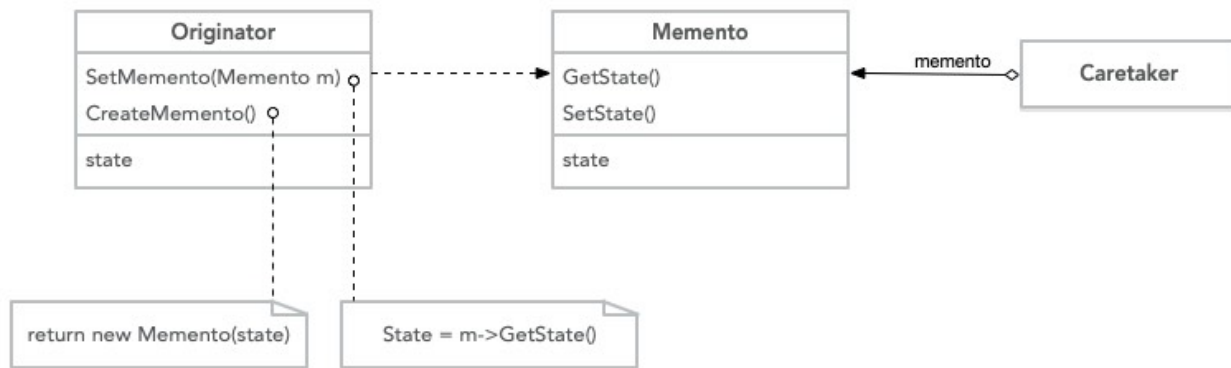 Originator
SetMemento(Memento m)
CreateMemento()
state
Memento
GetState()
SetState()
state
memento
Caretaker
return new Memento(state)
State = m->GetState()